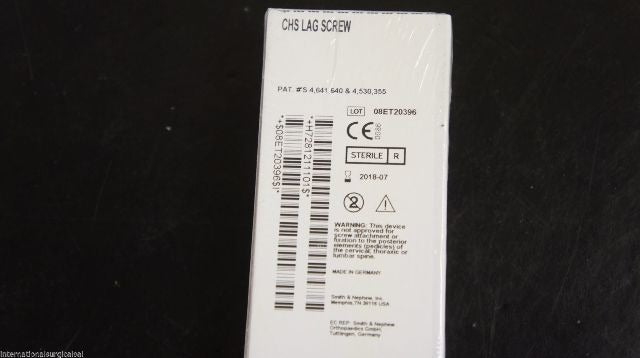 CHS LAG SCREW
PAT. #'S 4,641,640 & 4,530,355
LOT 08ET20396
CE 0086
STERILE R
2018-07
2
WARNING: This device
is not approved for
screw attachment or
fixation to the posterior
elements (pedicles) of
the cervical, thoracic or
lumbar spine.
MADE IN GERMANY
Smith & Nephew, Inc.
Memphis, TN 38116 USA
EC REP: Smith & Nephew
Orthopaedics GmbH,
Tuttlingen, Germany
*+H7281211101$*
*+$08ET20396$I*